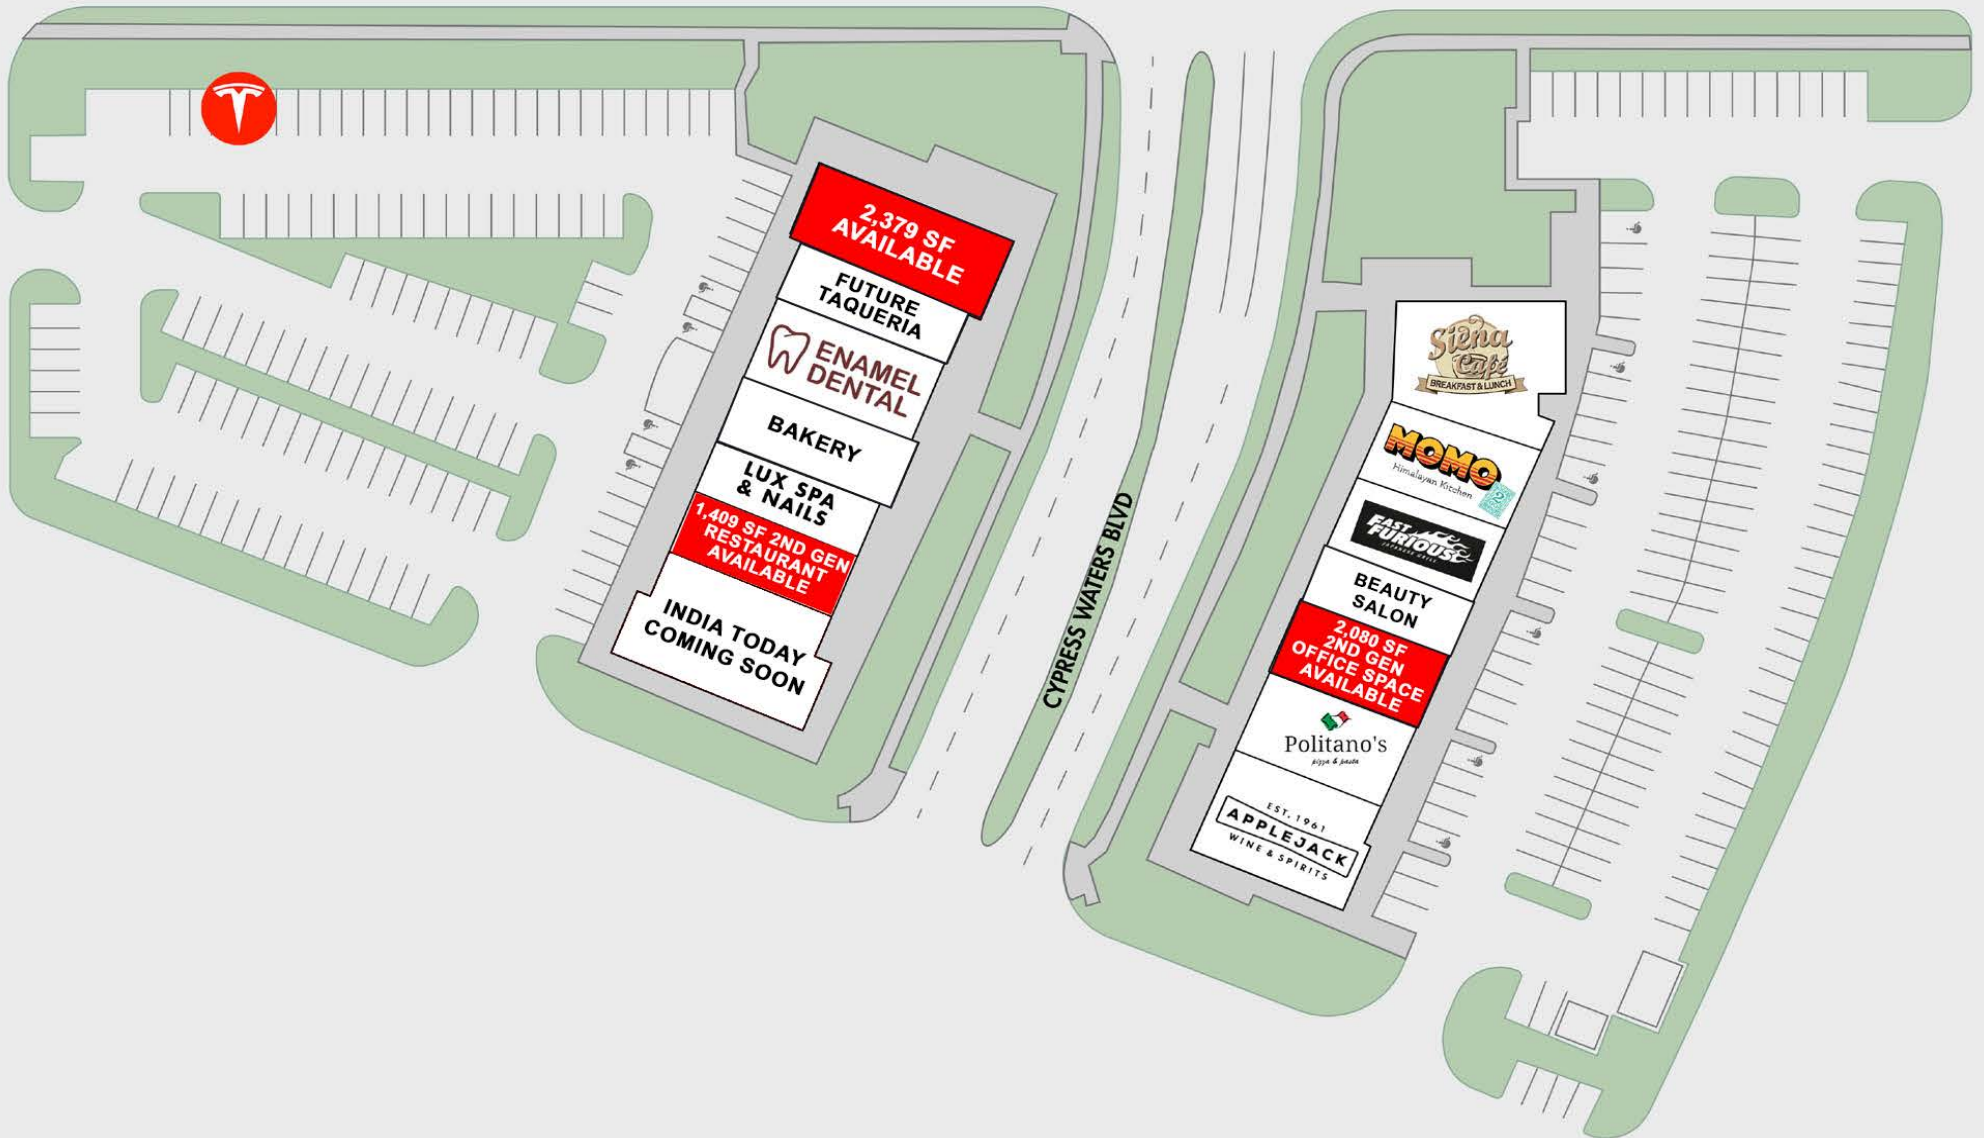 2,379 SF
AVAILABLE
FUTURE
TAQUERIA
ENAMEL
DENTAL
BAKERY
LUX SPA
& NAILS
1,409 SF 2ND GEN
RESTAURANT
AVAILABLE
INDIA TODAY
COMING SOON
CYPRESS WATERS BLVD
Siena
Café
BREAKFAST & LUNCH
MOMO
Himalayan Kitchen
2
FAST
FURIOUS
BEAUTY
SALON
2,080 SF
2ND GEN
OFFICE SPACE
AVAILABLE
Politano's
pizza & pasta
EST. 1961
APPLEJACK
WINE & SPIRITS